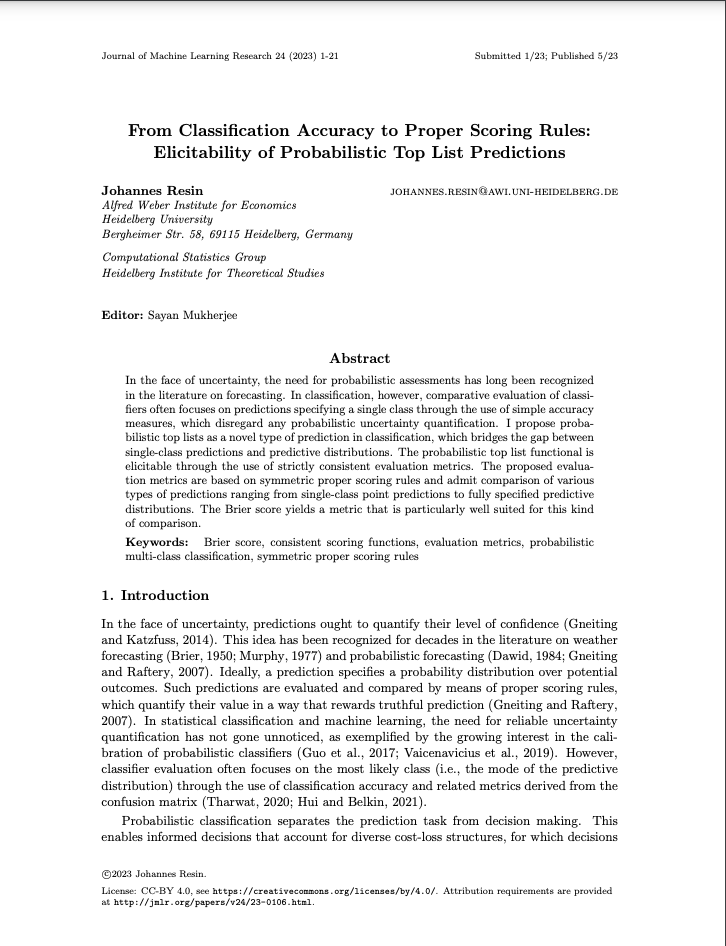 Journal of Machine Learning Research 24 (2023) 1-21 Submitted 1/23; Published 5/23
From Classification Accuracy to Proper Scoring Rules:
Elicitability of Probabilistic Top List Predictions
Johannes Resin JOHANNES.RESIN@AWI.UNI-HEIDELBERG.DE
Alfred Weber Institute for Economics
Heidelberg University
Bergheimer Str. 58, 69115 Heidelberg, Germany
Computational Statistics Group
Heidelberg Institute for Theoretical Studies
Editor: Sayan Mukherjee
Abstract
In the face of uncertainty, the need for probabilistic assessments has long been recognized
in the literature on forecasting. In classification, however, comparative evaluation of classi-
fiers often focuses on predictions specifying a single class through the use of simple accuracy
measures, which disregard any probabilistic uncertainty quantification. I propose proba-
bilistic top lists as a novel type of prediction in classification, which bridges the gap between
single-class predictions and predictive distributions. The probabilistic top list functional is
elicitable through the use of strictly consistent evaluation metrics. The proposed evalua-
tion metrics are based on symmetric proper scoring rules and admit comparison of various
types of predictions ranging from single-class point predictions to fully specified predictive
distributions. The Brier score yields a metric that is particularly well suited for this kind
of comparison.
Keywords: Brier score, consistent scoring functions, evaluation metrics, probabilistic
multi-class classification, symmetric proper scoring rules
1. Introduction
In the face of uncertainty, predictions ought to quantify their level of confidence (Gneiting
and Katzfuss, 2014). This idea has been recognized for decades in the literature on weather
forecasting (Brier, 1950; Murphy, 1977) and probabilistic forecasting (Dawid, 1984; Gneiting
and Raftery, 2007). Ideally, a prediction specifies a probability distribution over potential
outcomes. Such predictions are evaluated and compared by means of proper scoring rules,
which quantify their value in a way that rewards truthful prediction (Gneiting and Raftery,
2007). In statistical classification and machine learning, the need for reliable uncertainty
quantification has not gone unnoticed, as exemplified by the growing interest in the cali-
bration of probabilistic classifiers (Guo et al., 2017; Vaicenavicius et al., 2019). However,
classifier evaluation often focuses on the most likely class (i.e., the mode of the predictive
distribution) through the use of classification accuracy and related metrics derived from the
confusion matrix (Tharwat, 2020; Hui and Belkin, 2021).
Probabilistic classification separates the prediction task from decision making. This
enables informed decisions that account for diverse cost-loss structures, for which decisions
©2023 Johannes Resin.
License: CC-BY 4.0, see https://creativecommons.org/licenses/by/4.0/. Attribution requirements are provided
at http://jmlr.org/papers/v24/23-0106.html.